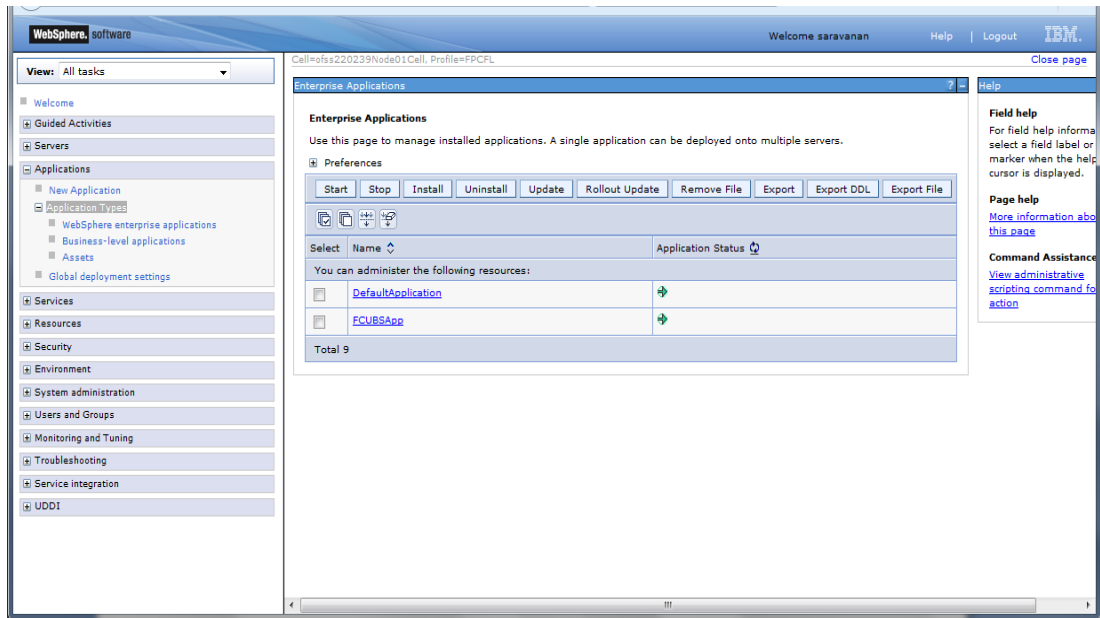 WebSphere. software
Welcome saravanan Help | Logout IBM.
View: All tasks
Welcome
Guided Activities
Servers
Applications
New Application
Application Types
WebSphere enterprise applications
Business-level applications
Assets
Global deployment settings
Services
Resources
Security
Environment
System administration
Users and Groups
Monitoring and Tuning
Troubleshooting
Service integration
UDDI
Cell=ofss220239Node01Cell, Profile=FPCFL
Close page
Enterprise Applications ? -
Enterprise Applications
Use this page to manage installed applications. A single application can be deployed onto multiple servers.
Preferences
Start Stop Install Uninstall Update Rollout Update Remove File Export Export DDL Export File
Select Name Application Status
You can administer the following resources:
DefaultApplication
FCUBSApp
Total 9
Help
Field help
For field help informa
select a field label or
marker when the help
cursor is displayed.
Page help
More information abo
this page
Command Assistance
View administrative
scripting command fo
action